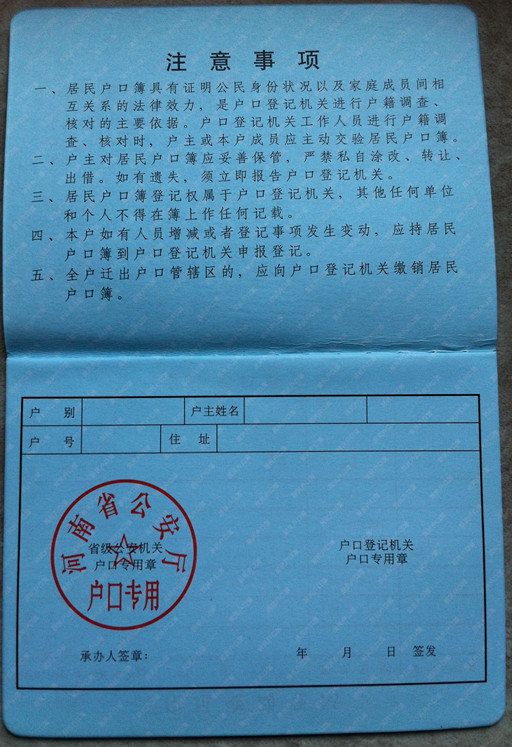 注意事项
一、居民户口簿具有证明公民身份状况以及家庭成员间相
互关系的法律效力，是户口登记机关进行户籍调查、
核对的主要依据。户口登记机关工作人员进行户籍调
查、核对时，户主或本户成员应主动交验居民户口簿。
二、户主对居民户口簿应妥善保管，严禁私自涂改、转让、
出借。如有遗失，须立即报告户口登记机关。
三、居民户口簿登记权属于户口登记机关，其他任何单位
和个人不得在簿上作任何记载。
四、本户如有人员增减或者登记事项发生变动，应持居民
户口簿到户口登记机关申报登记。
五、全户迁出户口管辖区的，应向户口登记机关缴销居民
户口簿。
户 别 户主姓名
户 号 住 址
河南省公安厅
省级公安机关
户口专用章
户口专用
户口登记机关
户口专用章
承办人签章：
年 月 日 签发